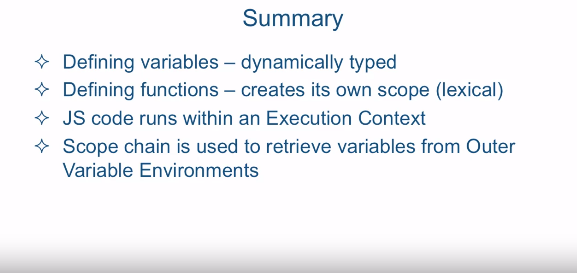 Summary
✧ Defining variables – dynamically typed
✧ Defining functions – creates its own scope (lexical)
✧ JS code runs within an Execution Context
✧ Scope chain is used to retrieve variables from Outer
Variable Environments